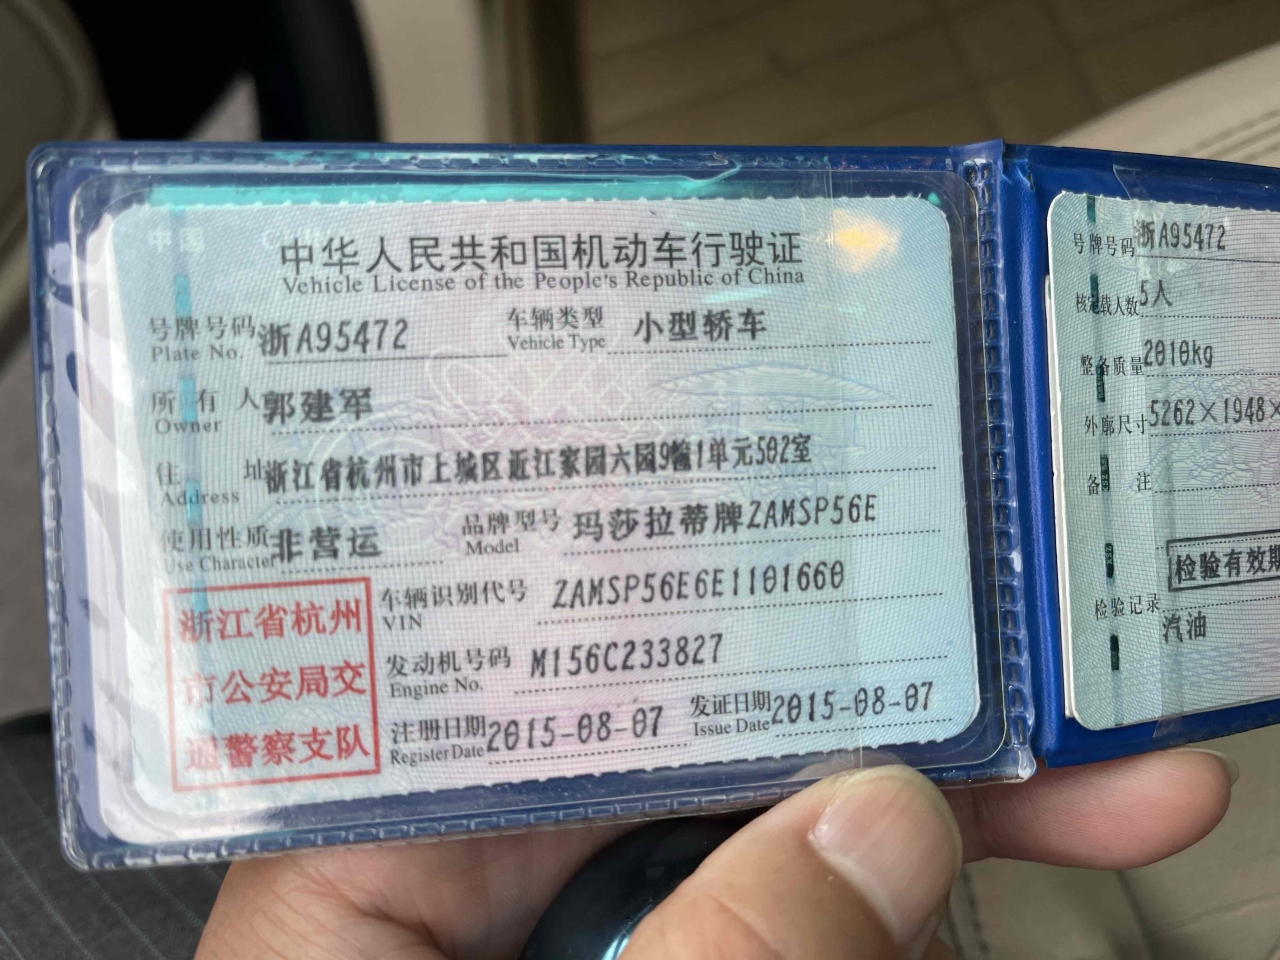 中国
中华人民共和国机动车行驶证
Vehicle License of the People's Republic of China
号牌号码 浙A95472 车辆类型 小型轿车
Plate No. Vehicle Type
所有人 郭建军
Owner
住址 浙江省杭州市上城区近江家园六园9幢1单元502室
Address
使用性质 非营运 品牌型号 玛莎拉蒂牌ZAMSP56E
Use Character Model
车辆识别代号 ZAMSP56E6E1101660
VIN
发动机号码 M156C233827
Engine No.
注册日期 2015-08-07 发证日期 2015-08-07
Register Date Issue Date
浙江省杭州
市公安局交
通警察支队
号牌号码 浙A95472
核定载人数 5人
整备质量 2010kg
外廓尺寸 5262×1948×
备注
检验有效期
检验记录
汽油